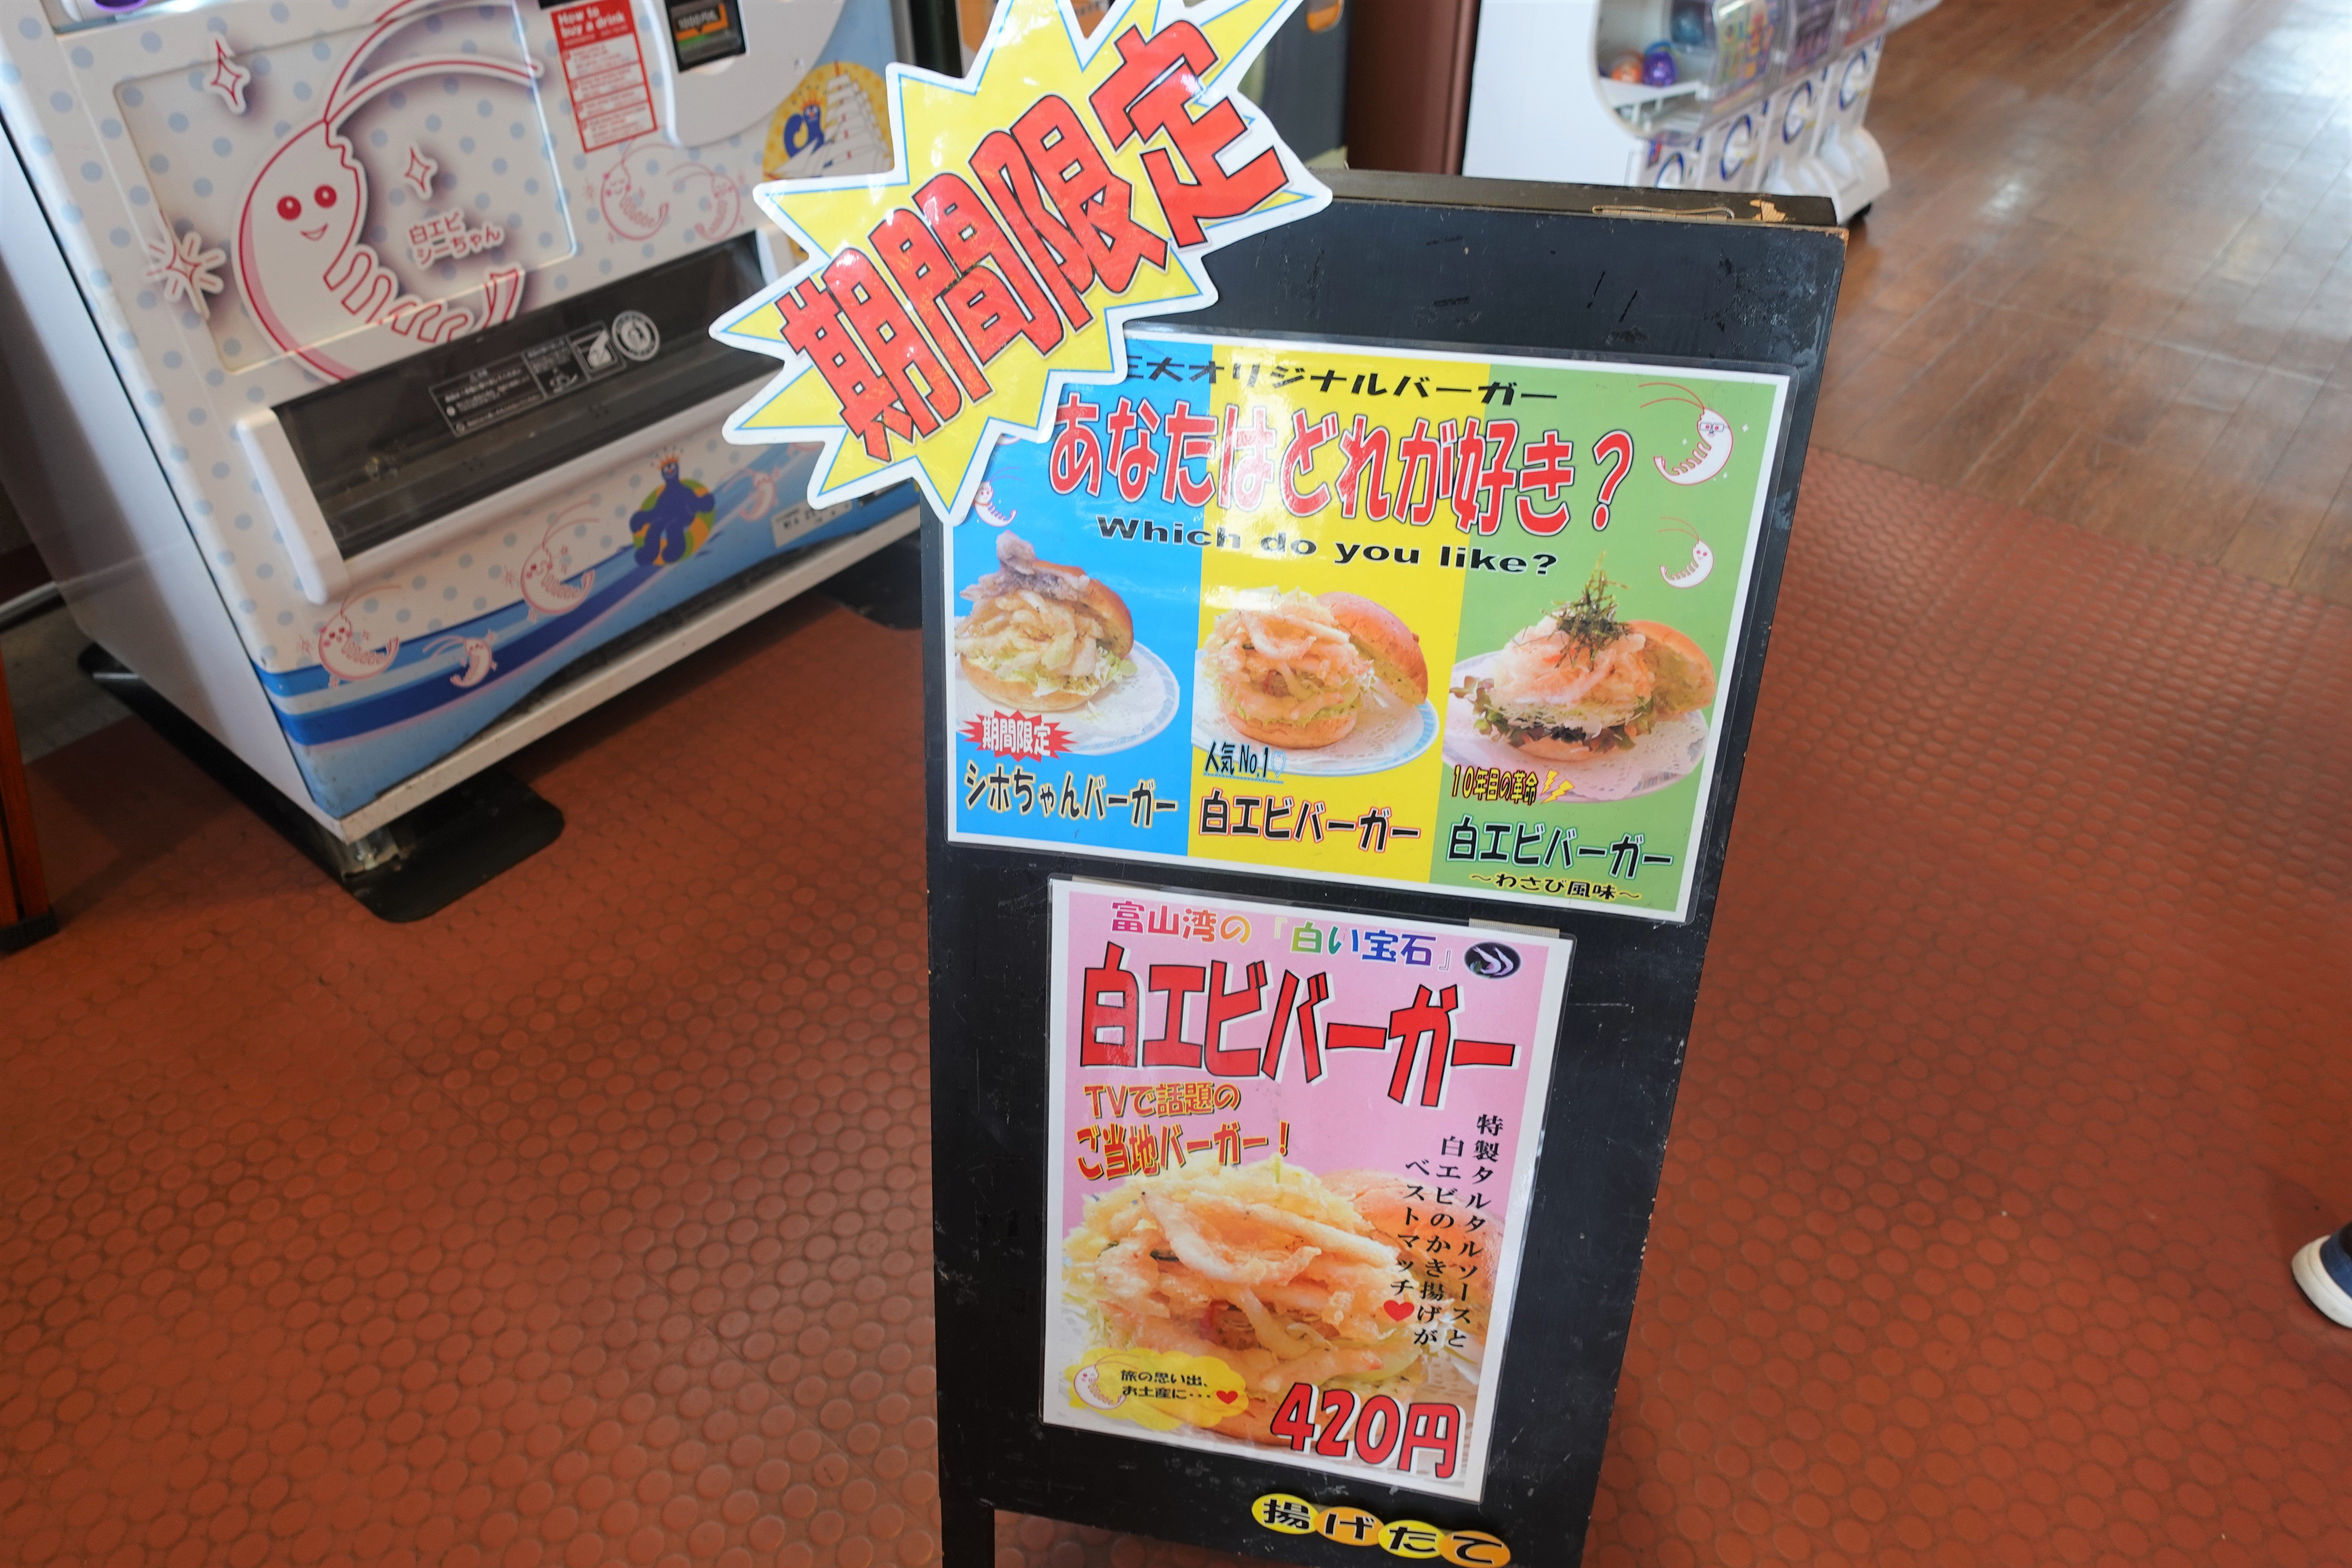 How to
buy a drink
白エビ
シーちゃん
期間限定
三大オリジナルバーガー
あなたはどれが好き？
Which do you like?
期間限定
シホちゃんバーガー
人気No.1
白エビバーガー
10年目の革命
白エビバーガー
～わさび風味～
富山湾の『白い宝石』
白エビバーガー
TVで話題の
ご当地バーガー！
特製タルタルソースと
白エビのかき揚げが
ベストマッチ♥
旅の思い出、
お土産に･･･♥
420円
揚げたて